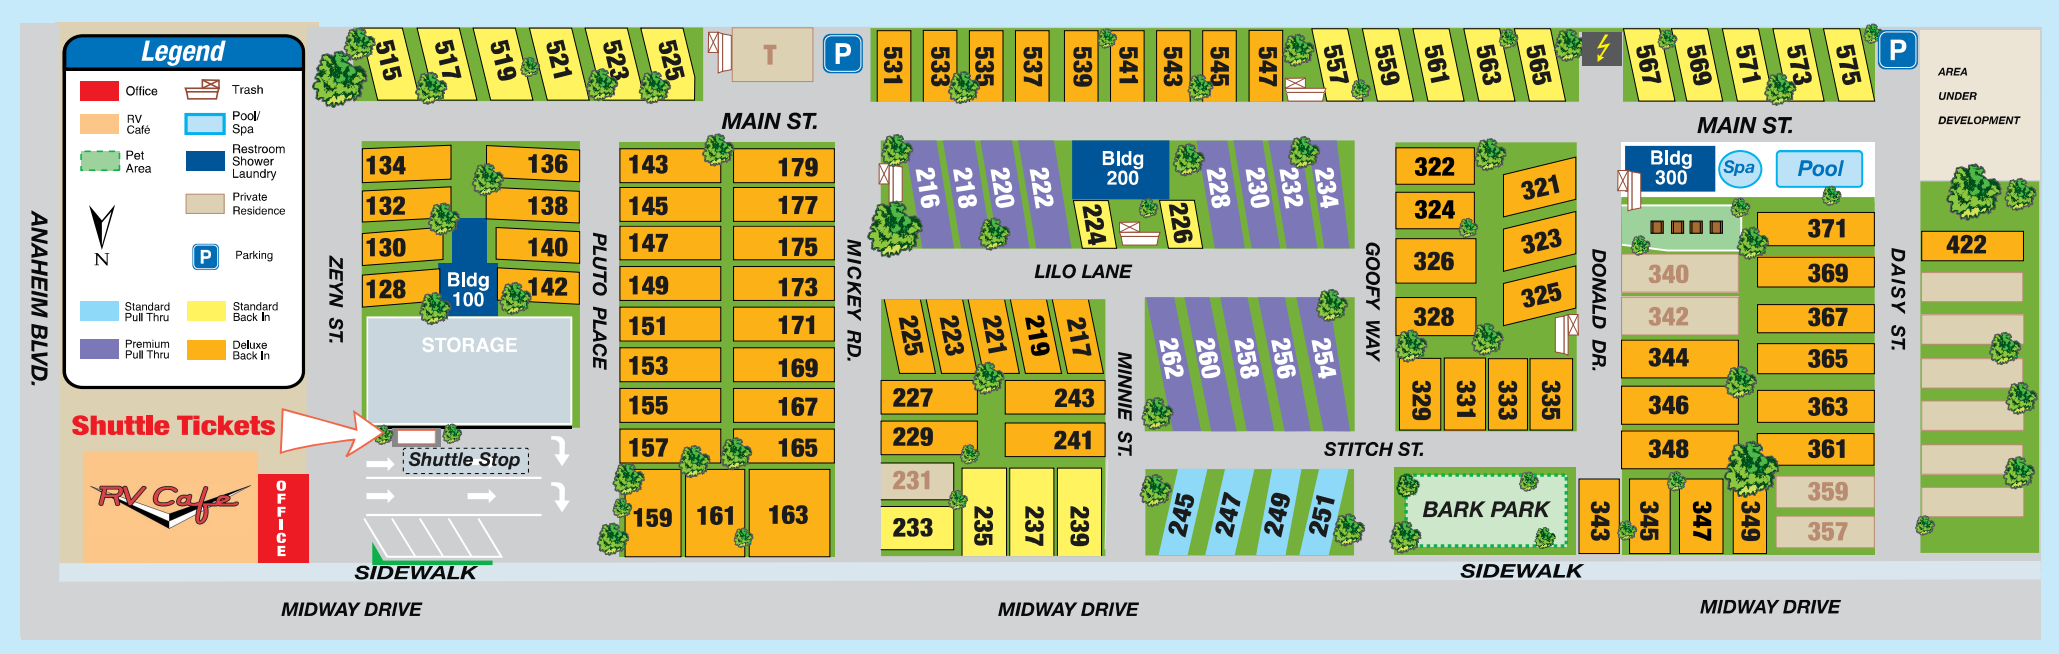 Legend
Office
Trash
RV
Café
Pool/
Spa
Pet
Area
Restroom
Shower
Laundry
Private
Residence
N
P
Parking
Standard
Pull Thru
Standard
Back In
Premium
Pull Thru
Deluxe
Back In
515
517
519
521
523
525
T
P
531
533
535
537
539
541
543
545
547
557
559
561
563
565
567
569
571
573
575
P
AREA
UNDER
DEVELOPMENT
MAIN ST.
MAIN ST.
ANAHEIM BLVD.
ZEYN ST.
134
136
132
138
130
140
128
142
Bldg
100
STORAGE
PLUTO PLACE
143
179
145
177
147
175
149
173
151
171
153
169
155
167
157
165
159
161
163
MICKEY RD.
216
218
220
222
Bldg
200
224
226
228
230
232
234
LILO LANE
225
223
221
219
217
227
243
229
241
231
233
235
237
239
MINNIE ST.
262
260
258
256
254
STITCH ST.
245
247
249
251
GOOFY WAY
322
321
324
323
326
325
328
329
331
333
335
BARK PARK
DONALD DR.
Bldg
300
Spa
Pool
371
340
369
342
367
344
365
346
363
348
361
359
357
343
345
347
349
DAISY ST.
422
Shuttle Tickets
Shuttle Stop
RV Cafe
OFFICE
SIDEWALK
SIDEWALK
MIDWAY DRIVE
MIDWAY DRIVE
MIDWAY DRIVE